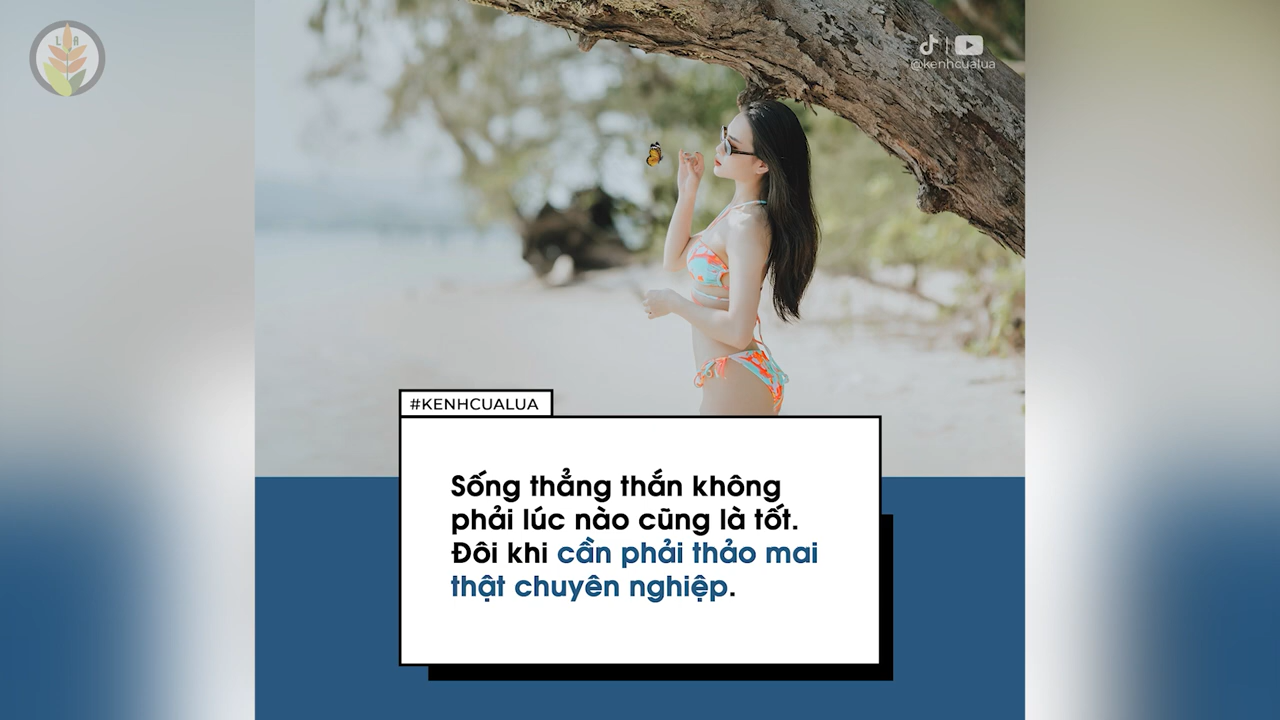 L A
@kenhcualua
#KENHCUALUA
Sống thẳng thắn không
phải lúc nào cũng là tốt.
Đôi khi cần phải thảo mai
thật chuyên nghiệp.